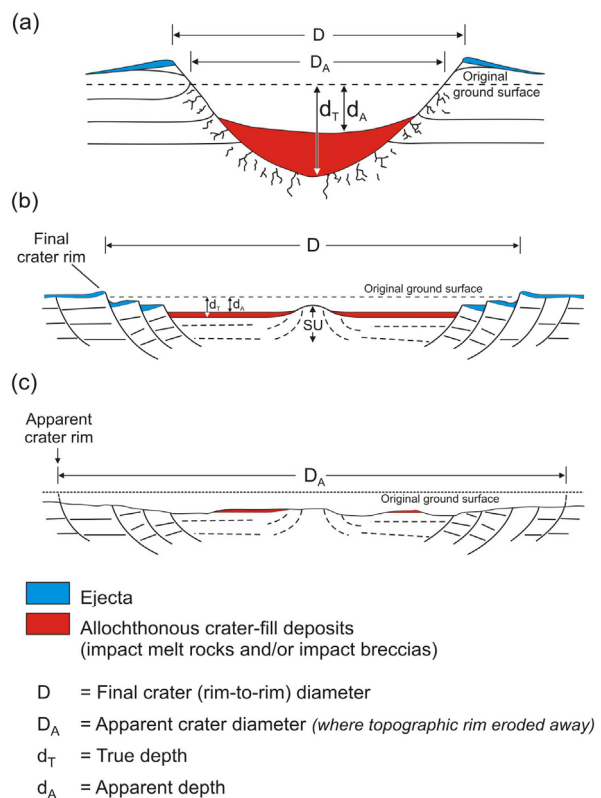 (a)
D
DA
Original
ground surface
dT
dA
(b)
Final
crater rim
D
Original ground surface
dT
dA
SU
(c)
Apparent
crater rim
DA
Original ground surface
Ejecta
Allochthonous crater-fill deposits
(impact melt rocks and/or impact breccias)
D = Final crater (rim-to-rim) diameter
DA = Apparent crater diameter (where topographic rim eroded away)
dT = True depth
dA = Apparent depth